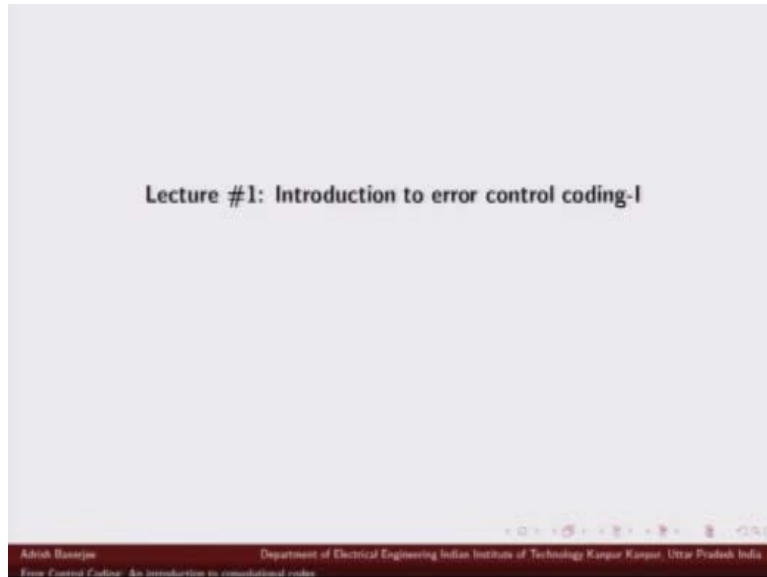 Lecture #1: Introduction to error control coding-I
Adrish Banerjee
Department of Electrical Engineering Indian Institute of Technology Kanpur Kanpur, Uttar Pradesh India
Error Control Coding: An introduction to convolutional codes